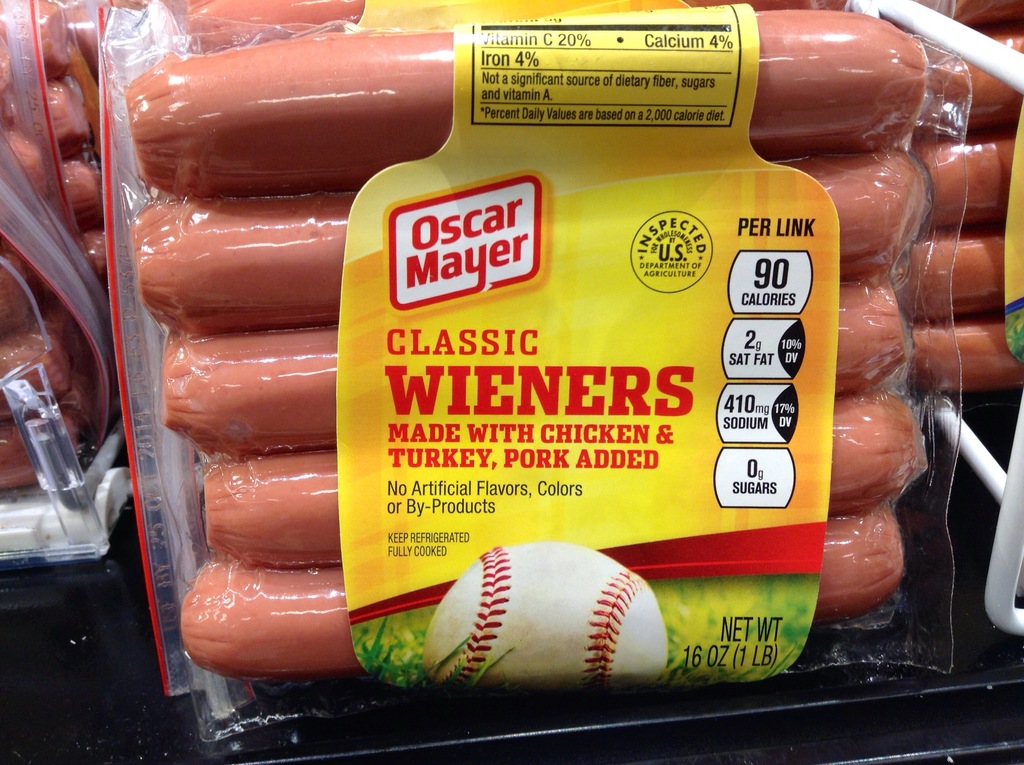 Vitamin C 20% • Calcium 4%
Iron 4%
Not a significant source of dietary fiber, sugars
and vitamin A.
*Percent Daily Values are based on a 2,000 calorie diet.
Oscar
Mayer
INSPECTED
FOR WHOLESOMENESS
BY
U.S.
DEPARTMENT OF
AGRICULTURE
PER LINK
90
CALORIES
2g
SAT FAT
10%
DV
410mg
SODIUM
17%
DV
0g
SUGARS
CLASSIC
WIENERS
MADE WITH CHICKEN &
TURKEY, PORK ADDED
No Artificial Flavors, Colors
or By-Products
KEEP REFRIGERATED
FULLY COOKED
NET WT
16 OZ (1 LB)